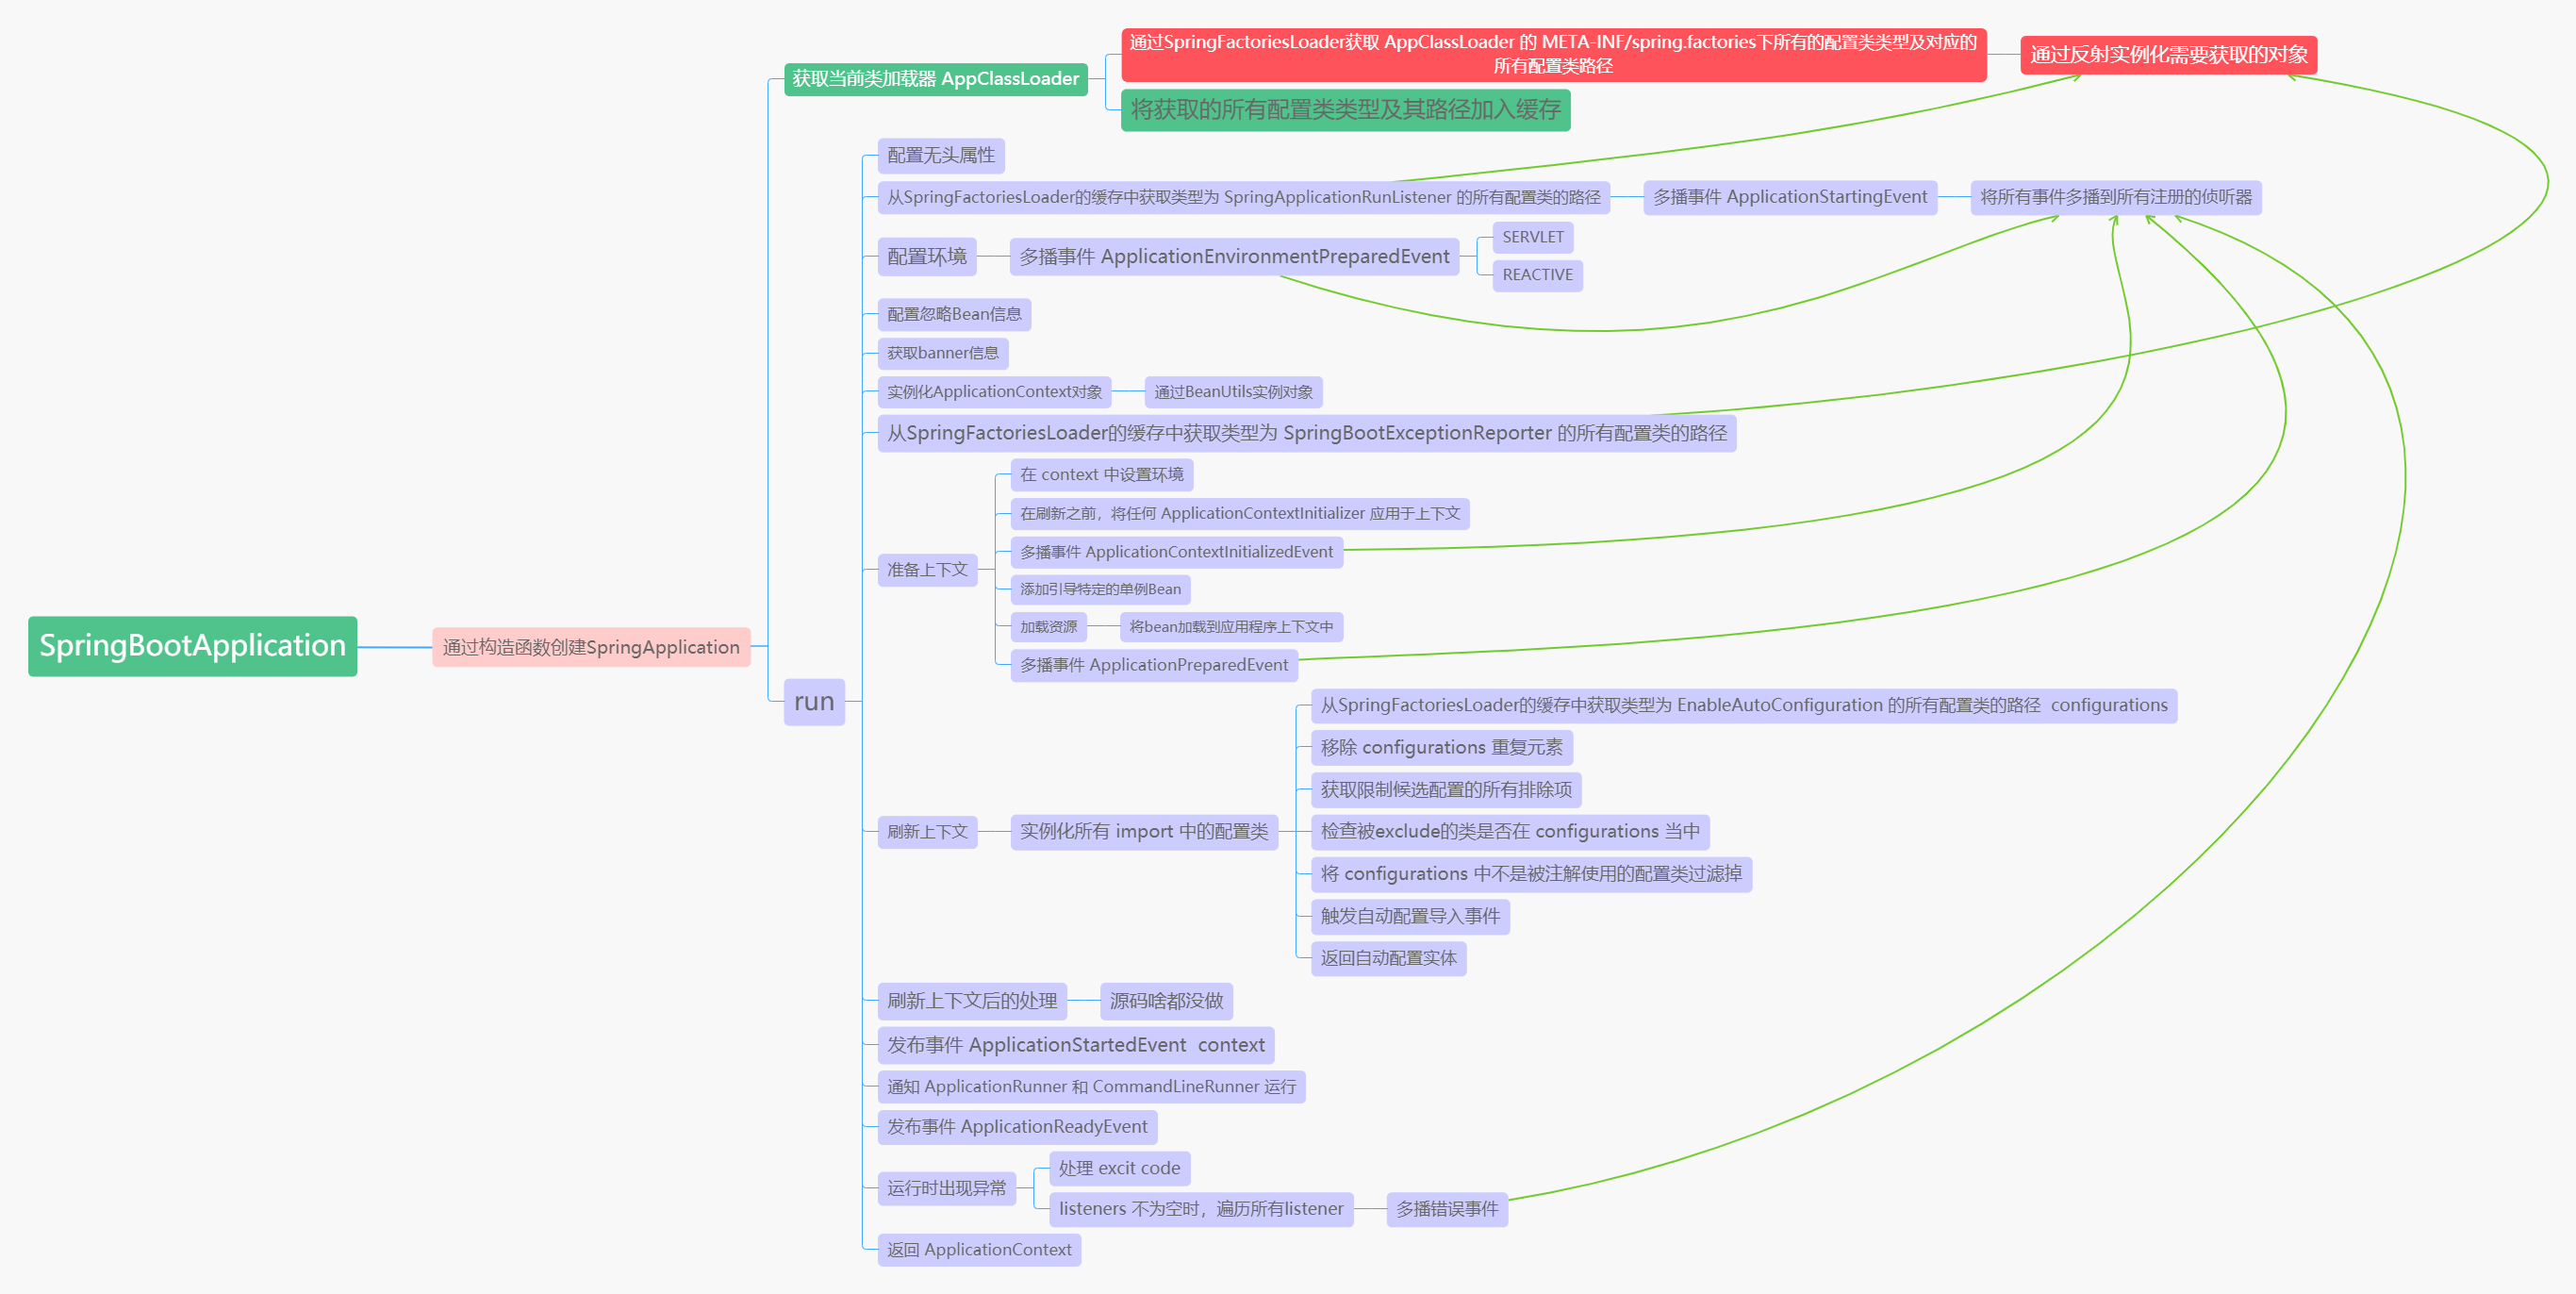 SpringBootApplication
通过构造函数创建SpringApplication
获取当前类加载器 AppClassLoader
通过SpringFactoriesLoader获取 AppClassLoader 的 META-INF/spring.factories下所有的配置类类型及对应的
所有配置类路径
通过反射实例化需要获取的对象
将获取的所有配置类类型及其路径加入缓存
run
配置无头属性
从SpringFactoriesLoader的缓存中获取类型为 SpringApplicationRunListener 的所有配置类的路径
多播事件 ApplicationStartingEvent
将所有事件多播到所有注册的侦听器
配置环境
多播事件 ApplicationEnvironmentPreparedEvent
SERVLET
REACTIVE
配置忽略Bean信息
获取banner信息
实例化ApplicationContext对象
通过BeanUtils实例对象
从SpringFactoriesLoader的缓存中获取类型为 SpringBootExceptionReporter 的所有配置类的路径
准备上下文
在 context 中设置环境
在刷新之前，将任何 ApplicationContextInitializer 应用于上下文
多播事件 ApplicationContextInitializedEvent
添加引导特定的单例Bean
加载资源
将bean加载到应用程序上下文中
多播事件 ApplicationPreparedEvent
刷新上下文
实例化所有 import 中的配置类
从SpringFactoriesLoader的缓存中获取类型为 EnableAutoConfiguration 的所有配置类的路径  configurations
移除 configurations 重复元素
获取限制候选配置的所有排除项
检查被exclude的类是否在 configurations 当中
将 configurations 中不是被注解使用的配置类过滤掉
触发自动配置导入事件
返回自动配置实体
刷新上下文后的处理
源码啥都没做
发布事件 ApplicationStartedEvent  context
通知 ApplicationRunner 和 CommandLineRunner 运行
发布事件 ApplicationReadyEvent
运行时出现异常
处理 excit code
listeners 不为空时，遍历所有listener
多播错误事件
返回 ApplicationContext